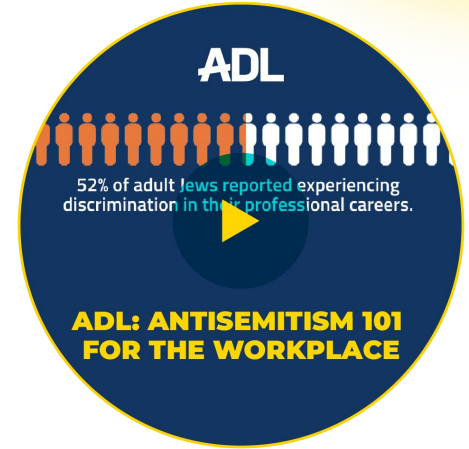 ADL
52% of adult Jews reported experiencing
discrimination in their professional careers.
ADL: ANTISEMITISM 101
FOR THE WORKPLACE